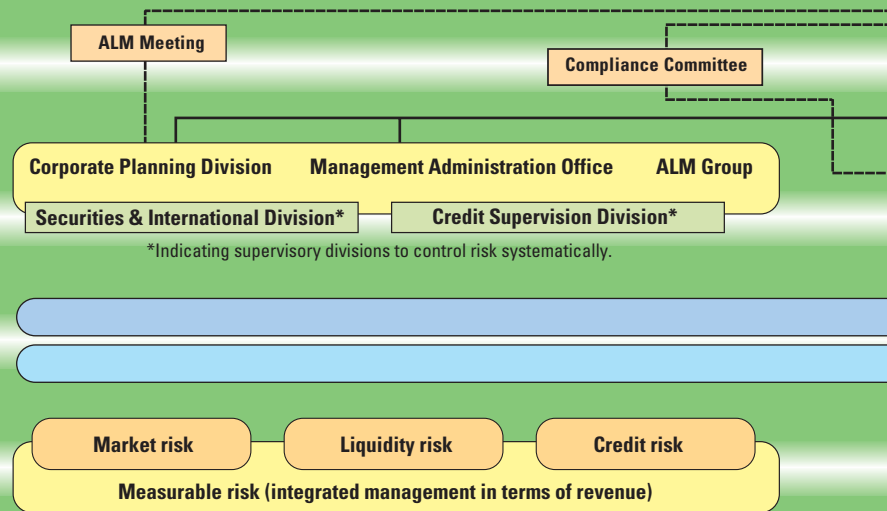 ALM Meeting
Compliance Committee
Corporate Planning Division Management Administration Office ALM Group
Securities & International Division* Credit Supervision Division*
*Indicating supervisory divisions to control risk systematically.
Market risk Liquidity risk Credit risk
Measurable risk (integrated management in terms of revenue)